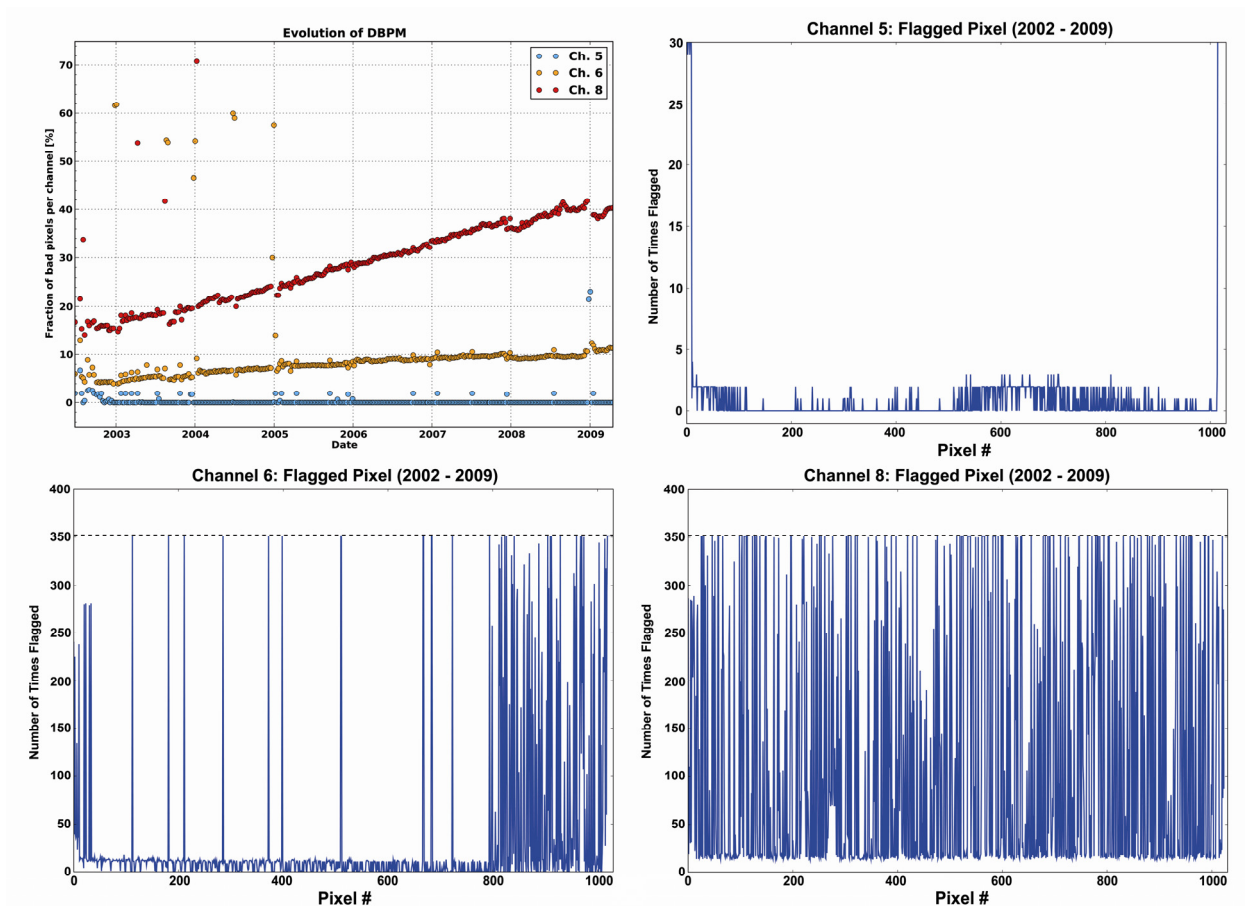 Evolution of DBPM
Fraction of bad pixels per channel [%]
70
60
50
40
30
20
10
0
2003 2004 2005 2006 2007 2008 2009
Date
Ch. 5
Ch. 6
Ch. 8
Channel 5: Flagged Pixel (2002 - 2009)
Number of Times Flagged
30
25
20
15
10
5
0
0 200 400 600 800 1000
Pixel #
Channel 6: Flagged Pixel (2002 - 2009)
Number of Times Flagged
400
350
300
250
200
150
100
50
0
0 200 400 600 800 1000
Pixel #
Channel 8: Flagged Pixel (2002 - 2009)
Number of Times Flagged
400
350
300
250
200
150
100
50
0
0 200 400 600 800 1000
Pixel #